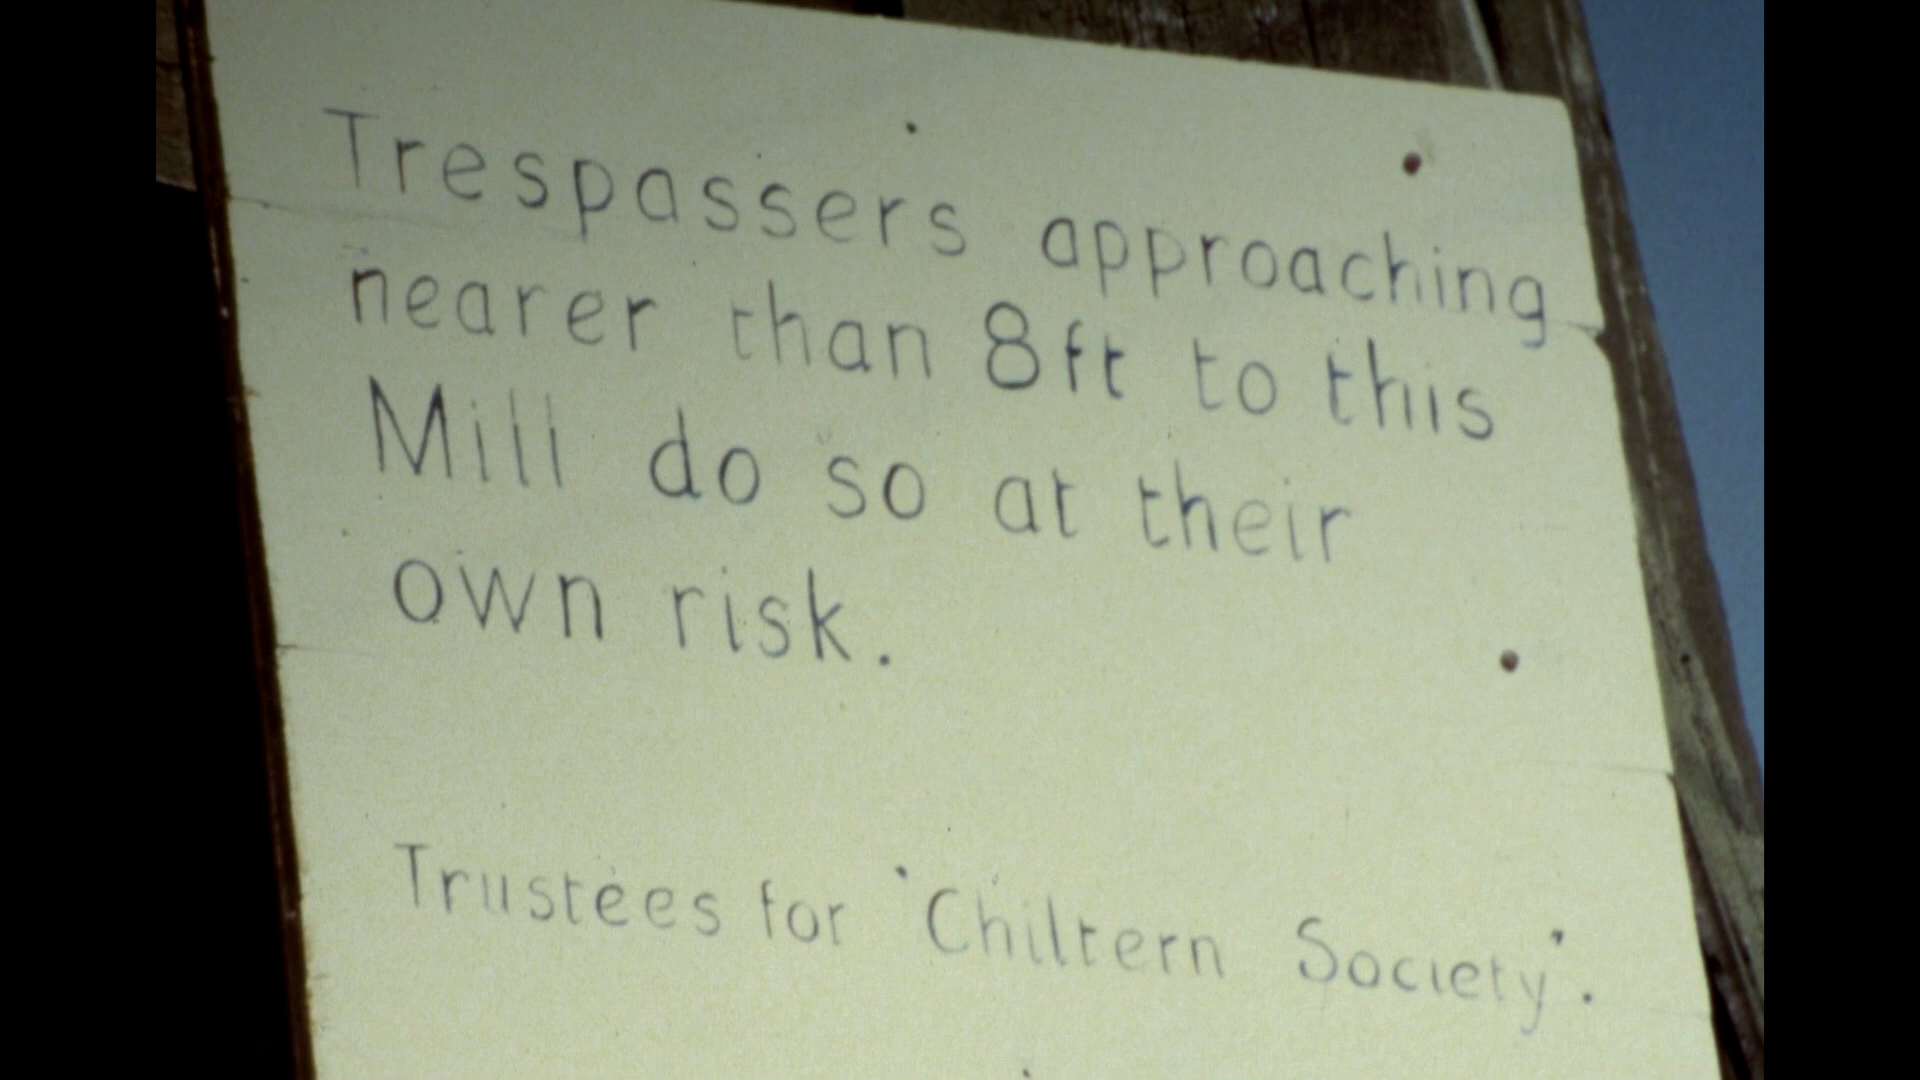 Trespassers approaching
nearer than 8ft to this
Mill do so at their
own risk.
Trustees for 'Chiltern Society'.